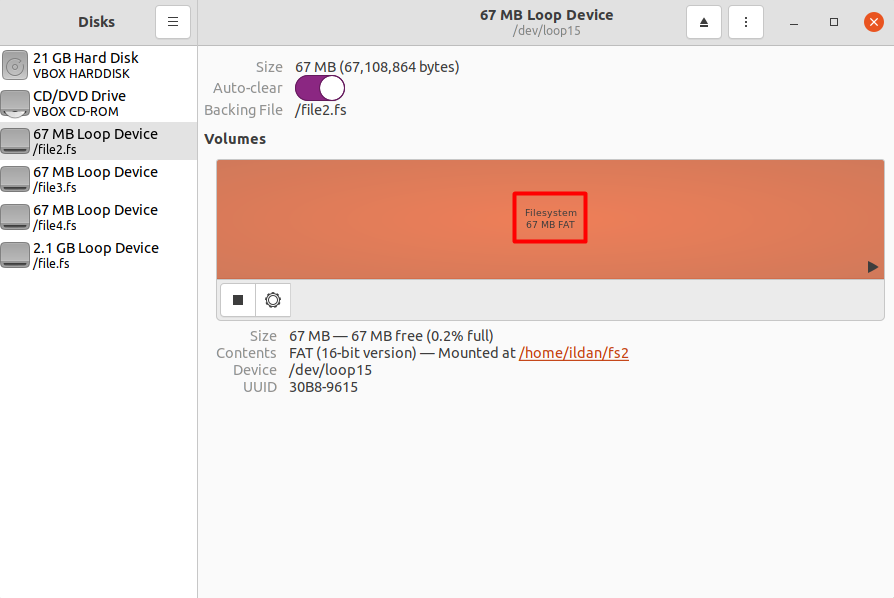 Disks
67 MB Loop Device
/dev/loop15
21 GB Hard Disk
VBOX HARDDISK
CD/DVD Drive
VBOX CD-ROM
67 MB Loop Device
/file2.fs
67 MB Loop Device
/file3.fs
67 MB Loop Device
/file4.fs
2.1 GB Loop Device
/file.fs
Size 67 MB (67,108,864 bytes)
Auto-clear
Backing File /file2.fs
Volumes
Filesystem
67 MB FAT
Size 67 MB — 67 MB free (0.2% full)
Contents FAT (16-bit version) — Mounted at /home/ildan/fs2
Device /dev/loop15
UUID 30B8-9615